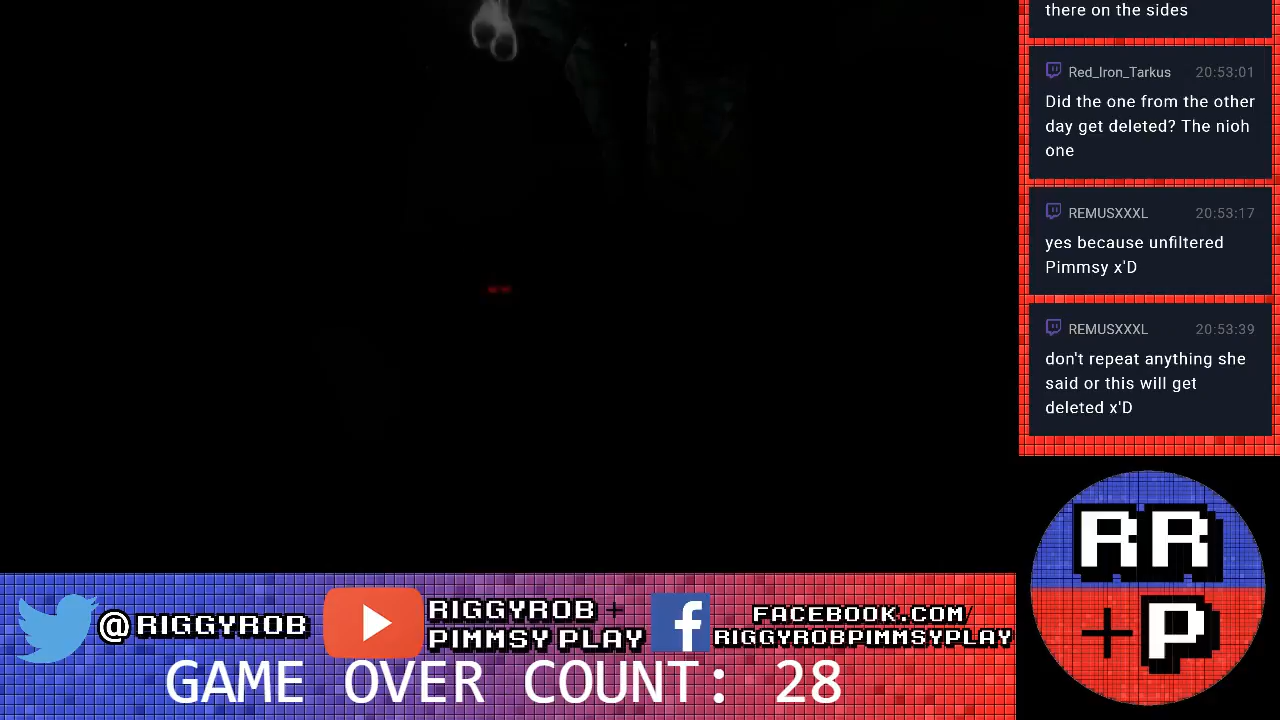 there on the sides
Red_Iron_Tarkus 20:53:01
Did the one from the other
day get deleted? The nioh
one
REMUSXXXL 20:53:17
yes because unfiltered
Pimmsy x'D
REMUSXXXL 20:53:39
don't repeat anything she
said or this will get
deleted x'D
RR
+P
@RIGGYROB
RIGGYROB +
PIMMSY PLAY
FACEBOOK.COM/
RIGGYROBPIMMSYPLAY
GAME OVER COUNT: 28